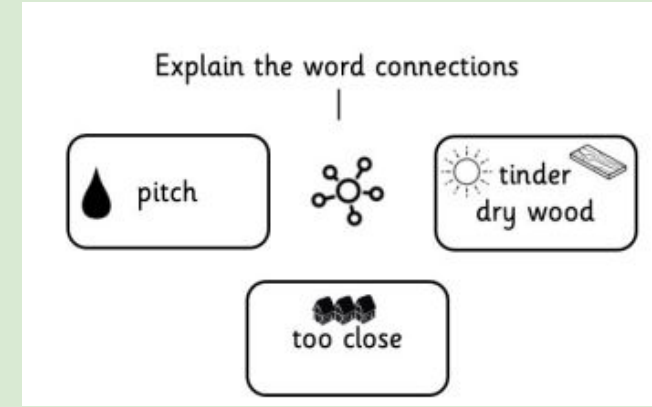 Explain the word connections
pitch
tinder
dry wood
too close